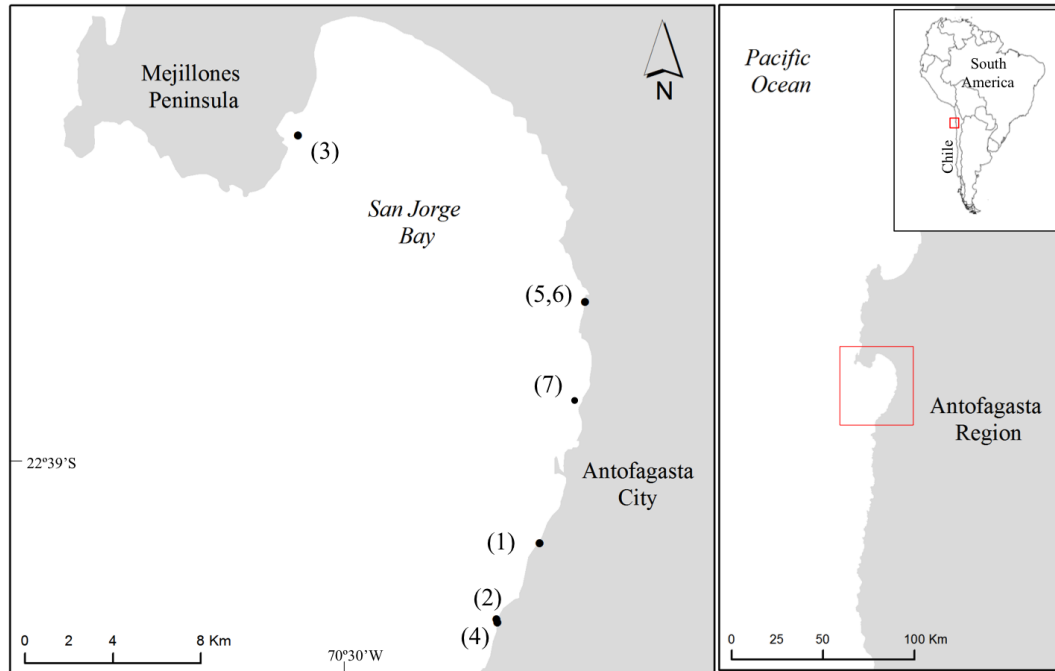 Mejillones
Peninsula
N
(3)
San Jorge
Bay
(5,6)
(7)
22º39’S
Antofagasta
City
(1)
(2)
(4)
0 2 4 8 Km
70º30’W
Pacific
Ocean
South
America
Chile
Antofagasta
Region
0 25 50 100 Km